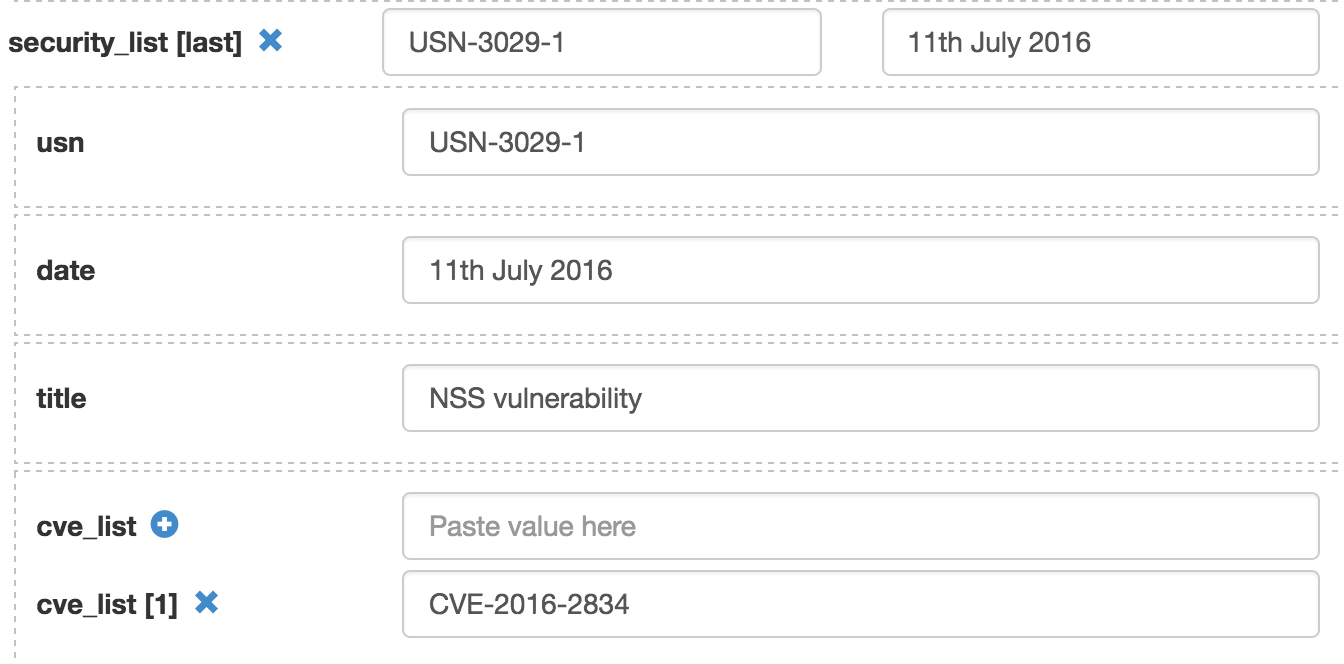 security_list [last] USN-3029-1 11th July 2016
usn USN-3029-1
date 11th July 2016
title NSS vulnerability
cve_list Paste value here
cve_list [1] CVE-2016-2834